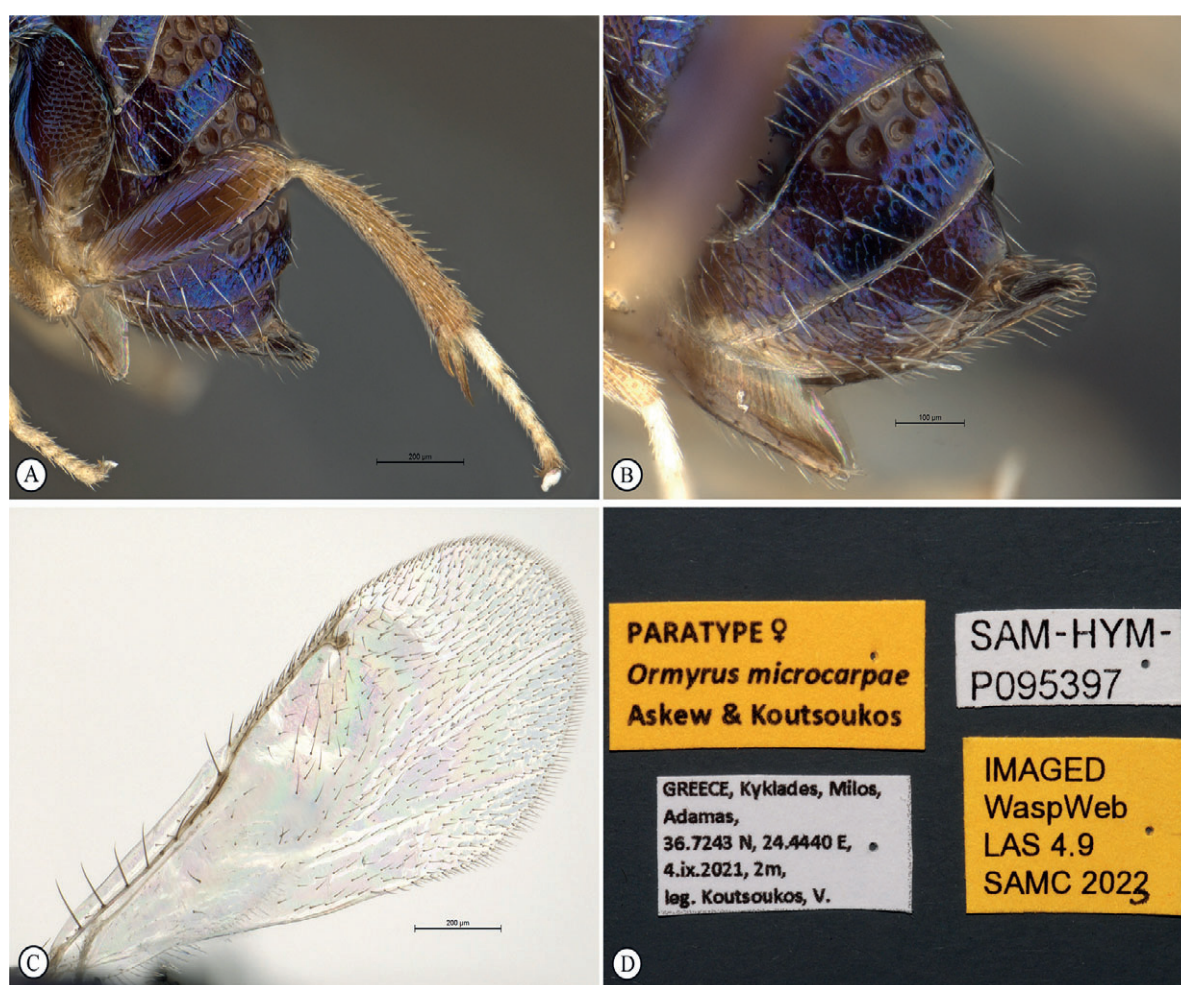 200 µm
A
100 µm
B
200 µm
C
PARATYPE ♀
Ormyrus microcarpae
Askew & Koutsoukos
SAM-HYM-
P095397
GREECE, Kyklades, Milos,
Adamas,
36.7243 N, 24.4440 E,
4.ix.2021, 2m,
leg. Koutsoukos, V.
IMAGED
WaspWeb
LAS 4.9
SAMC 2023
D